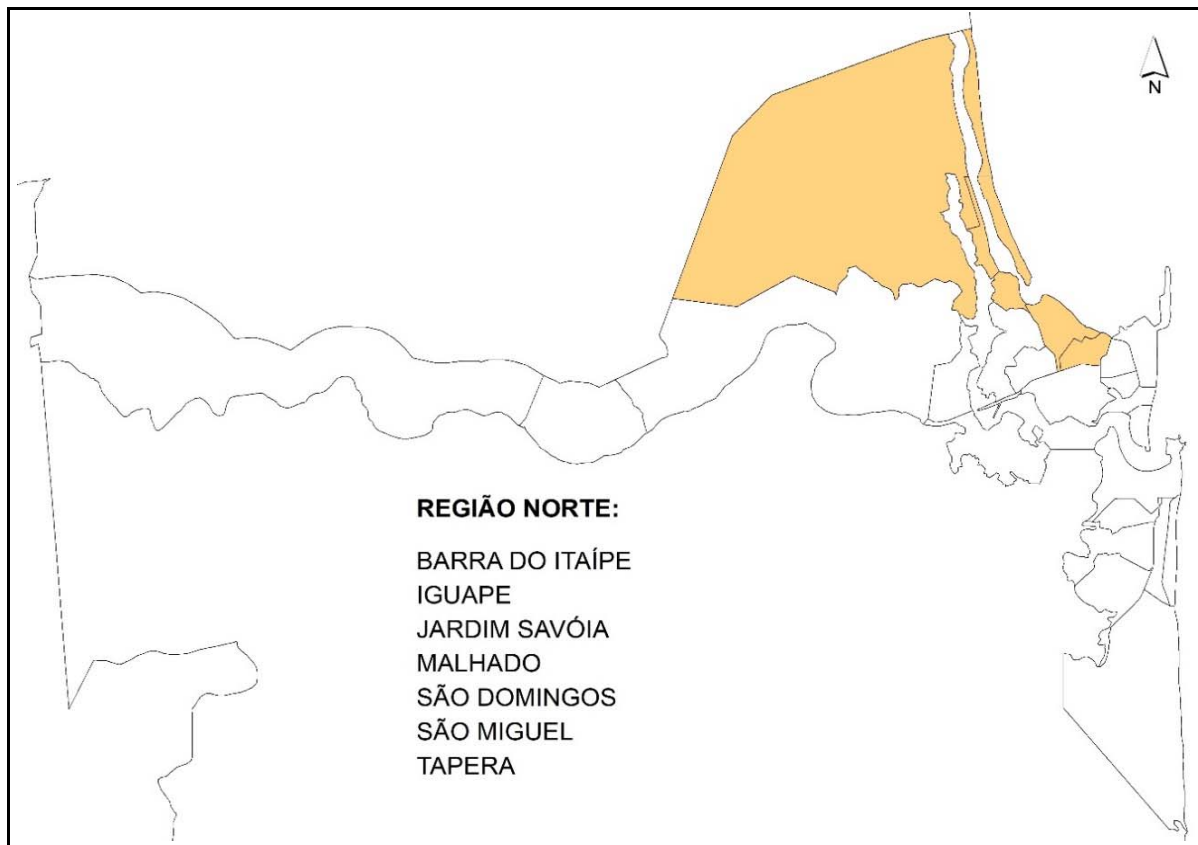 N
REGIÃO NORTE:
BARRA DO ITAÍPE
IGUAPE
JARDIM SAVÓIA
MALHADO
SÃO DOMINGOS
SÃO MIGUEL
TAPERA